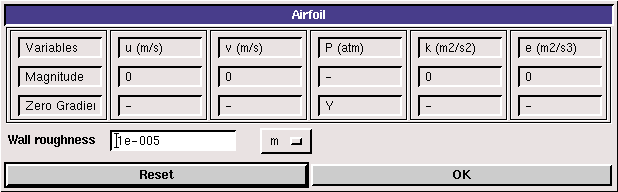 Airfoil
Variables u (m/s) v (m/s) P (atm) k (m2/s2) e (m2/s3)
Magnitude 0 0 - 0 0
Zero Gradier - - Y - -
Wall roughness 1e-005 m
Reset OK